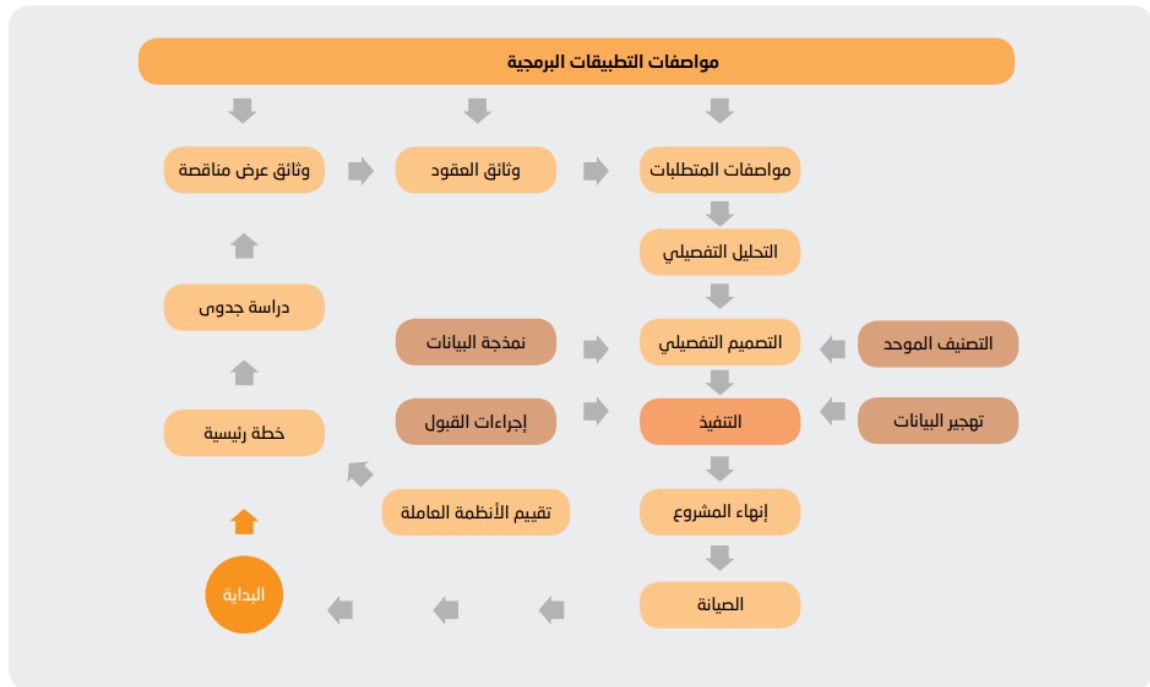 مواصفات التطبيقات البرمجية
مواصفات المتطلبات
وثائق العقود
وثائق عرض مناقصة
التحليل التفصيلي
دراسة جدوى
التصنيف الموحد
التصميم التفصيلي
نمذجة البيانات
تهجير البيانات
التنفيذ
إجراءات القبول
خطة رئيسية
إنهاء المشروع
تقييم الأنظمة العاملة
الصيانة
البداية